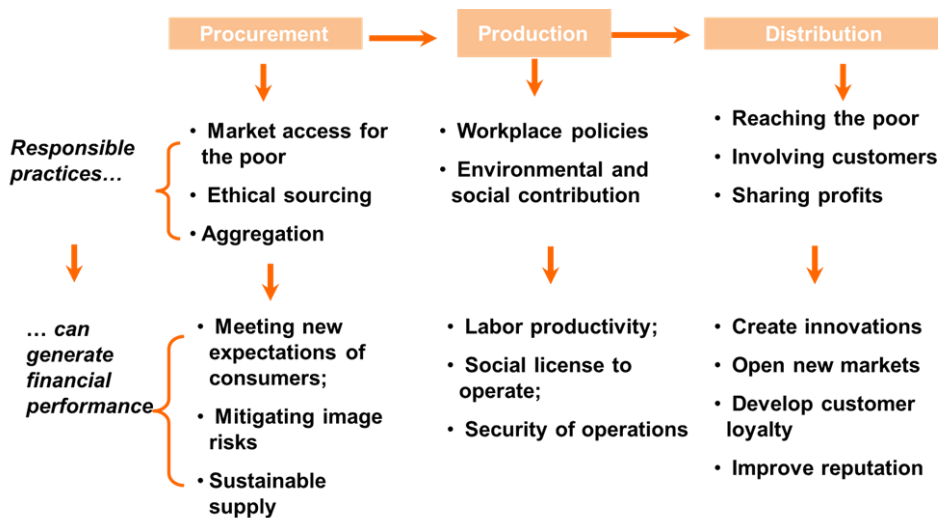 Procurement
Production
Distribution
Responsible
practices…
• Market access for
the poor
• Ethical sourcing
• Aggregation
• Workplace policies
• Environmental and
social contribution
• Reaching the poor
• Involving customers
• Sharing profits
… can
generate
financial
performance
• Meeting new
expectations of
consumers;
• Mitigating image
risks
• Sustainable
supply
• Labor productivity;
• Social license to
operate;
• Security of operations
• Create innovations
• Open new markets
• Develop customer
loyalty
• Improve reputation